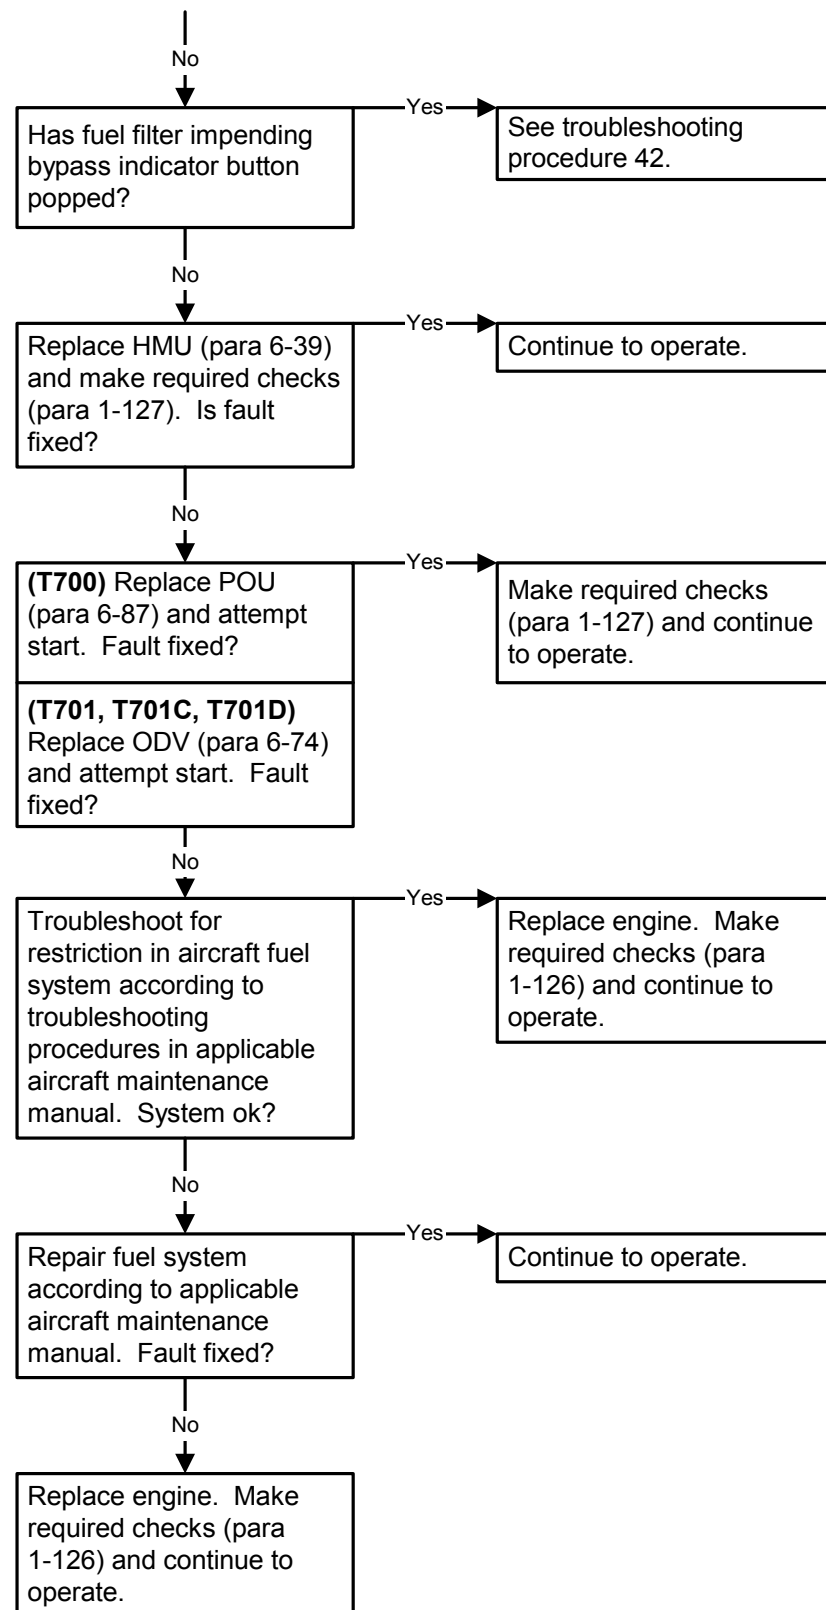 No
Has fuel filter impending
bypass indicator button
popped?
Yes
See troubleshooting
procedure 42.
No
Replace HMU (para 6-39)
and make required checks
(para 1-127).  Is fault
fixed?
Yes
Continue to operate.
No
(T700) Replace POU
(para 6-87) and attempt
start.  Fault fixed?
Yes
Make required checks
(para 1-127) and continue
to operate.
(T701, T701C, T701D)
Replace ODV (para 6-74)
and attempt start.  Fault
fixed?
No
Troubleshoot for
restriction in aircraft fuel
system according to
troubleshooting
procedures in applicable
aircraft maintenance
manual.  System ok?
Yes
Replace engine.  Make
required checks (para
1-126) and continue to
operate.
No
Repair fuel system
according to applicable
aircraft maintenance
manual.  Fault fixed?
Yes
Continue to operate.
No
Replace engine.  Make
required checks (para
1-126) and continue to
operate.